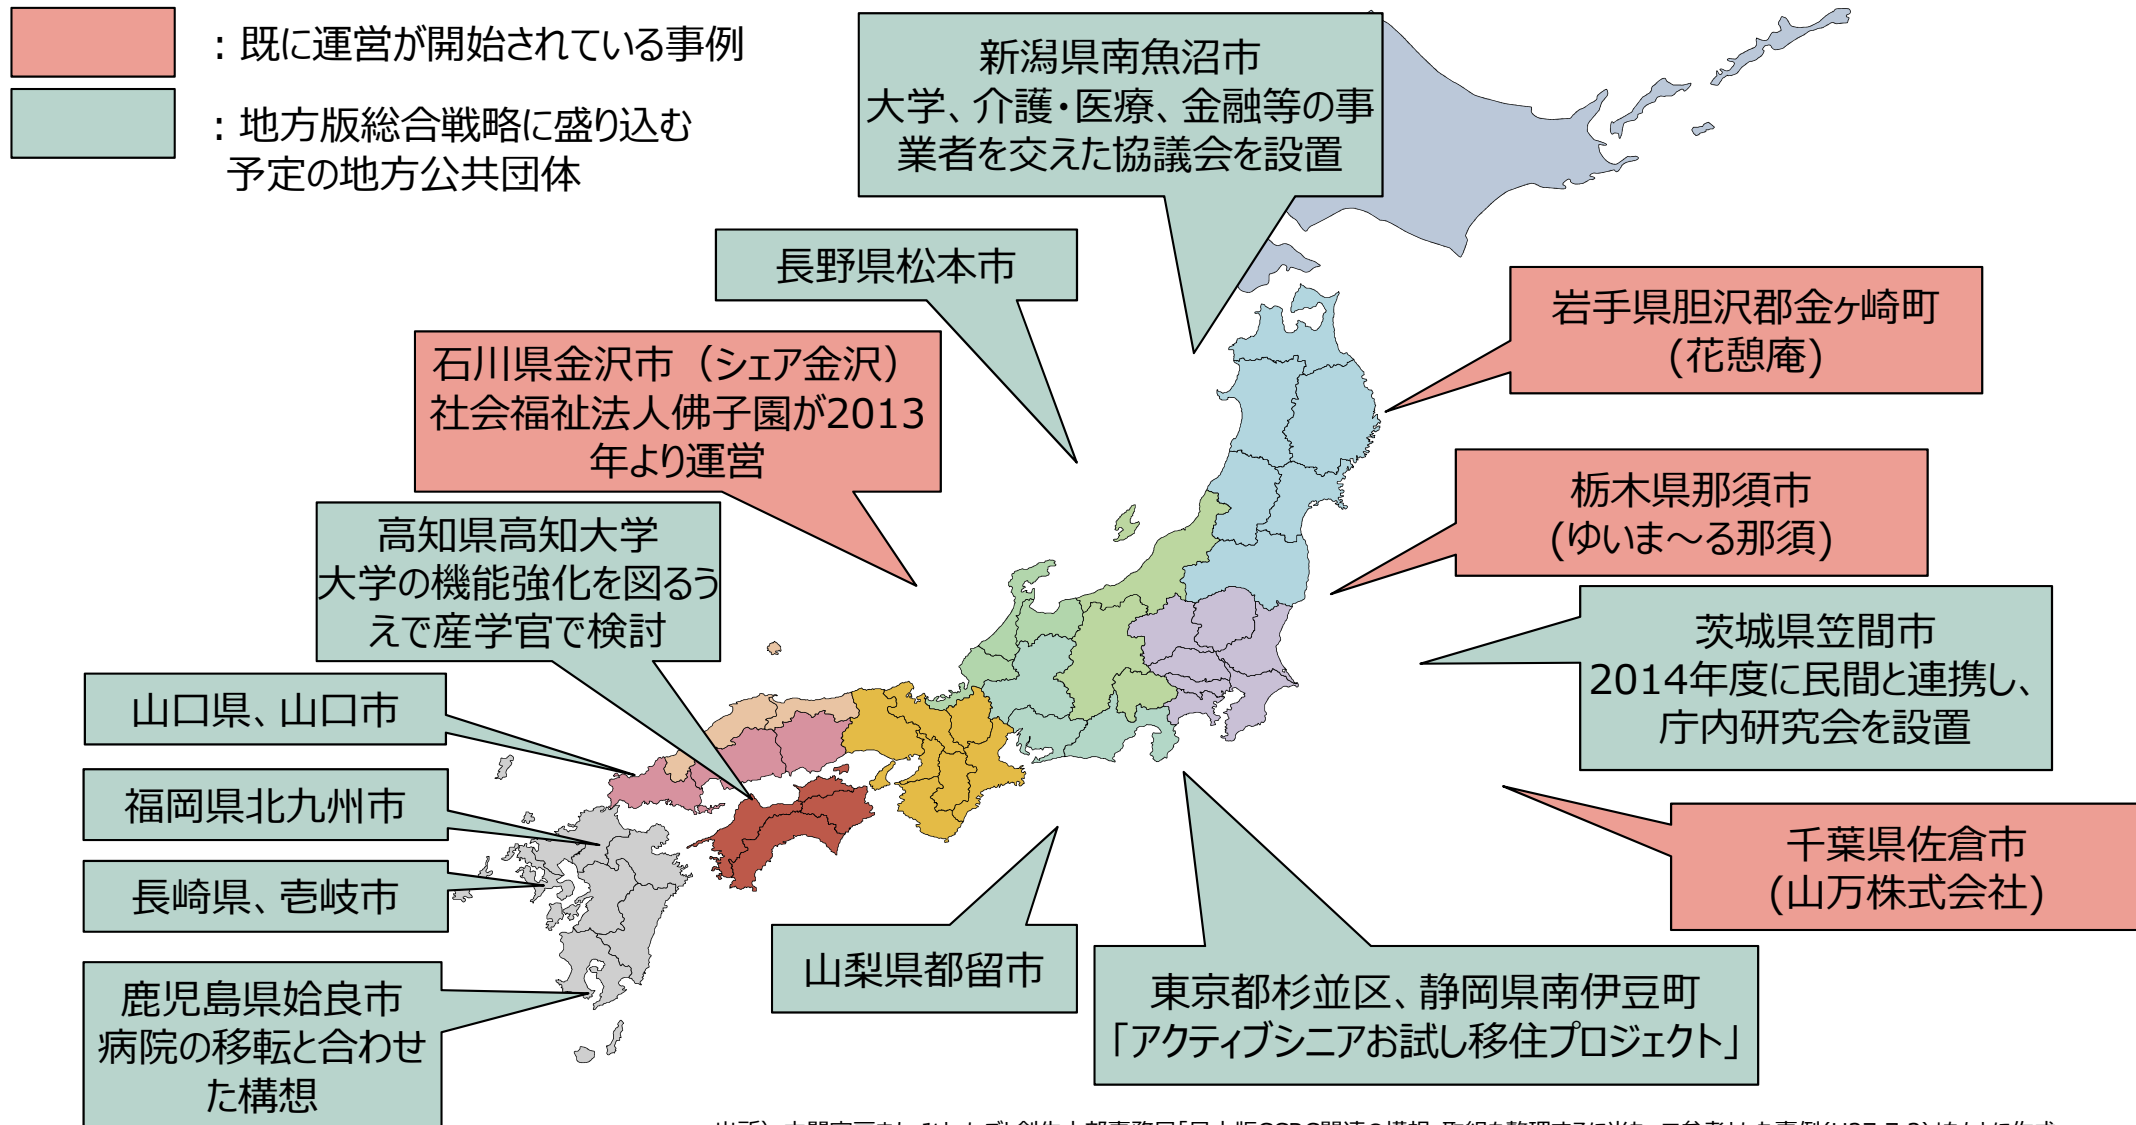 ：既に運営が開始されている事例
：地方版総合戦略に盛り込む
予定の地方公共団体
新潟県南魚沼市
大学、介護・医療、金融等の事
業者を交えた協議会を設置
長野県松本市
岩手県胆沢郡金ヶ崎町
(花憩庵)
石川県金沢市（シェア金沢）
社会福祉法人佛子園が2013
年より運営
栃木県那須市
(ゆいま～る那須)
高知県高知大学
大学の機能強化を図るう
えで産学官で検討
茨城県笠間市
2014年度に民間と連携し、
庁内研究会を設置
山口県、山口市
福岡県北九州市
千葉県佐倉市
(山万株式会社)
長崎県、壱岐市
山梨県都留市
東京都杉並区、静岡県南伊豆町
「アクティブシニアお試し移住プロジェクト」
鹿児島県姶良市
病院の移転と合わせ
た構想